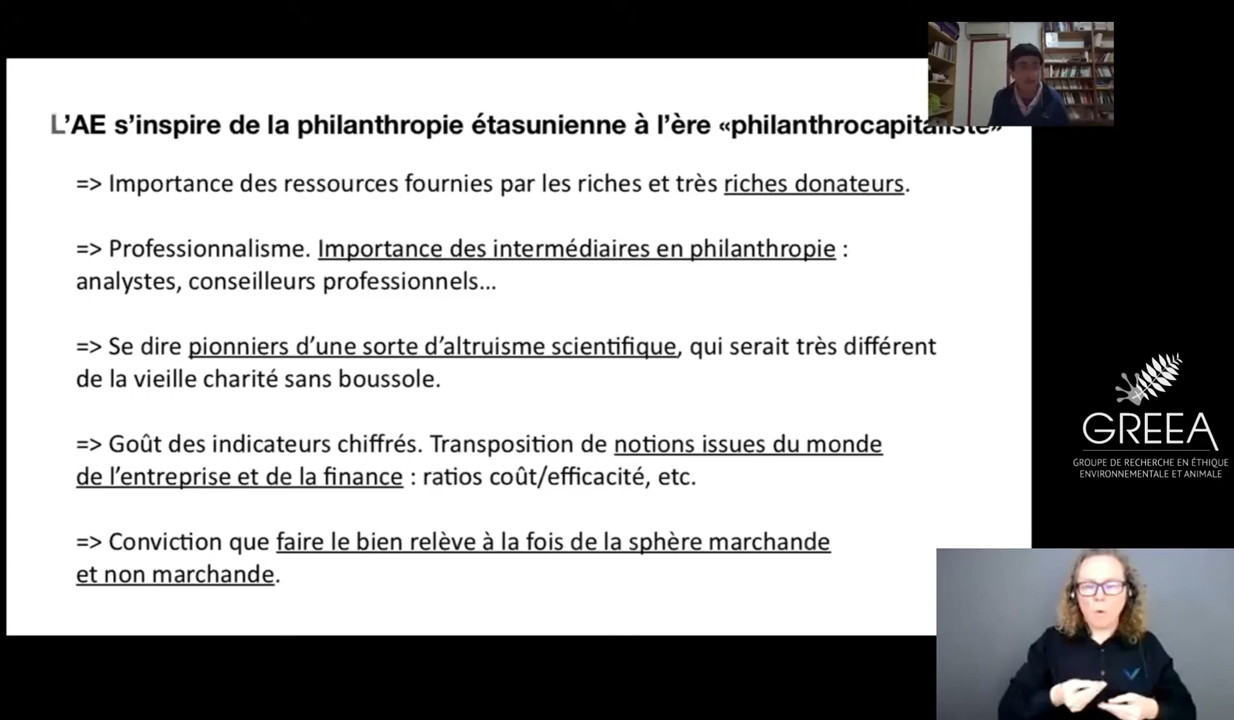 L'AE s'inspire de la philanthropie étasunienne à l'ère «philanthrocapitaliste»
=> Importance des ressources fournies par les riches et très riches donateurs.
=> Professionnalisme. Importance des intermédiaires en philanthropie :
analystes, conseilleurs professionnels...
=> Se dire pionniers d'une sorte d'altruisme scientifique, qui serait très différent
de la vieille charité sans boussole.
=> Goût des indicateurs chiffrés. Transposition de notions issues du monde
de l'entreprise et de la finance : ratios coût/efficacité, etc.
=> Conviction que faire le bien relève à la fois de la sphère marchande
et non marchande.
GREEA
GROUPE DE RECHERCHE EN ÉTHIQUE
ENVIRONNEMENTALE ET ANIMALE